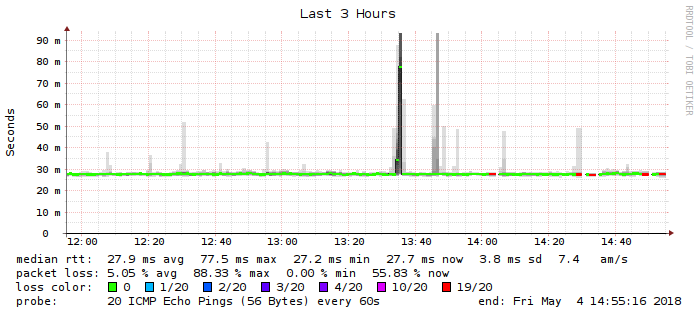 Last 3 Hours
RRDTOOL / TOBI OETIKER
Seconds
90 m
80 m
70 m
60 m
50 m
40 m
30 m
20 m
10 m
0
12:00 12:20 12:40 13:00 13:20 13:40 14:00 14:20 14:40
median rtt: 27.9 ms avg 77.5 ms max 27.2 ms min 27.7 ms now 3.8 ms sd 7.4 am/s
packet loss: 5.05 % avg 88.33 % max 0.00 % min 55.83 % now
loss color: 0 1/20 2/20 3/20 4/20 10/20 19/20
probe: 20 ICMP Echo Pings (56 Bytes) every 60s end: Fri May 4 14:55:16 2018